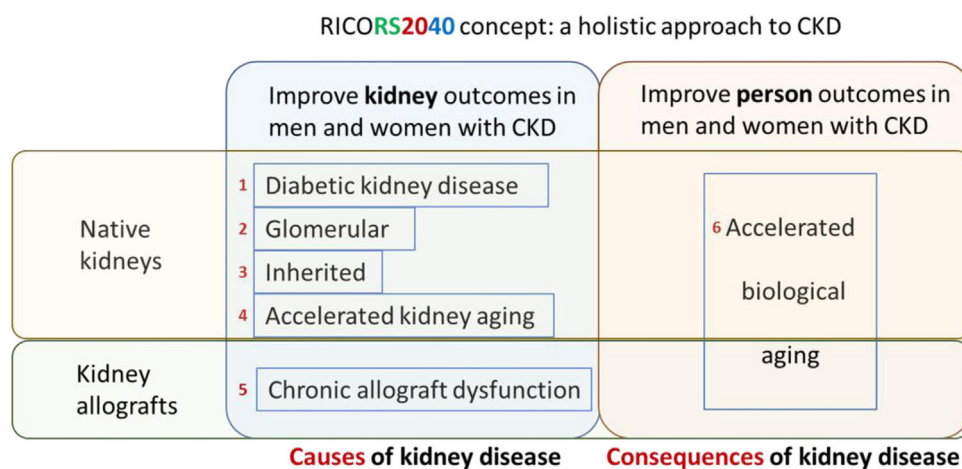 RICORS2040 concept: a holistic approach to CKD
Improve kidney outcomes in
men and women with CKD
Improve person outcomes in
men and women with CKD
Native
kidneys
1 Diabetic kidney disease
2 Glomerular
3 Inherited
4 Accelerated kidney aging
6 Accelerated
biological
aging
Kidney
allografts
5 Chronic allograft dysfunction
Causes of kidney disease
Consequences of kidney disease